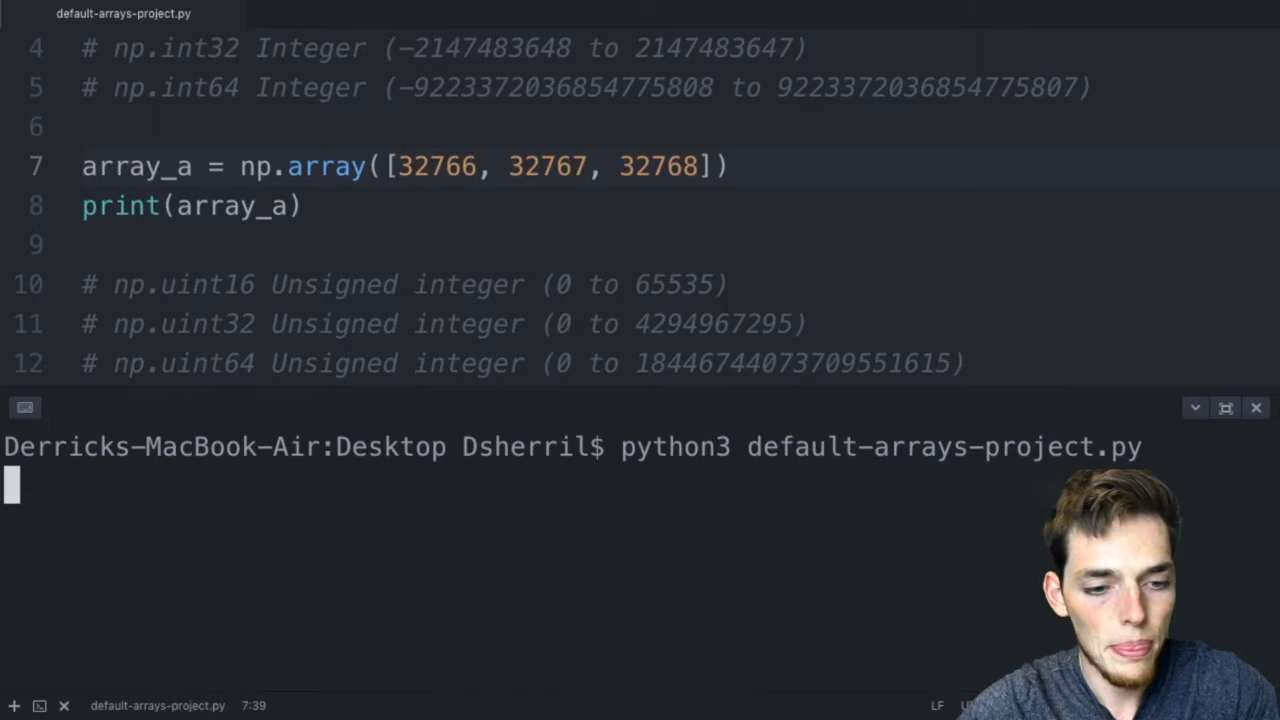 default-arrays-project.py
4 # np.int32 Integer (-2147483648 to 2147483647)
5 # np.int64 Integer (-9223372036854775808 to 9223372036854775807)
6
7 array_a = np.array([32766, 32767, 32768])
8 print(array_a)
9
10 # np.uint16 Unsigned integer (0 to 65535)
11 # np.uint32 Unsigned integer (0 to 4294967295)
12 # np.uint64 Unsigned integer (0 to 18446744073709551615)
Derricks-MacBook-Air:Desktop Dsherril$ python3 default-arrays-project.py
default-arrays-project.py 7:39 LF